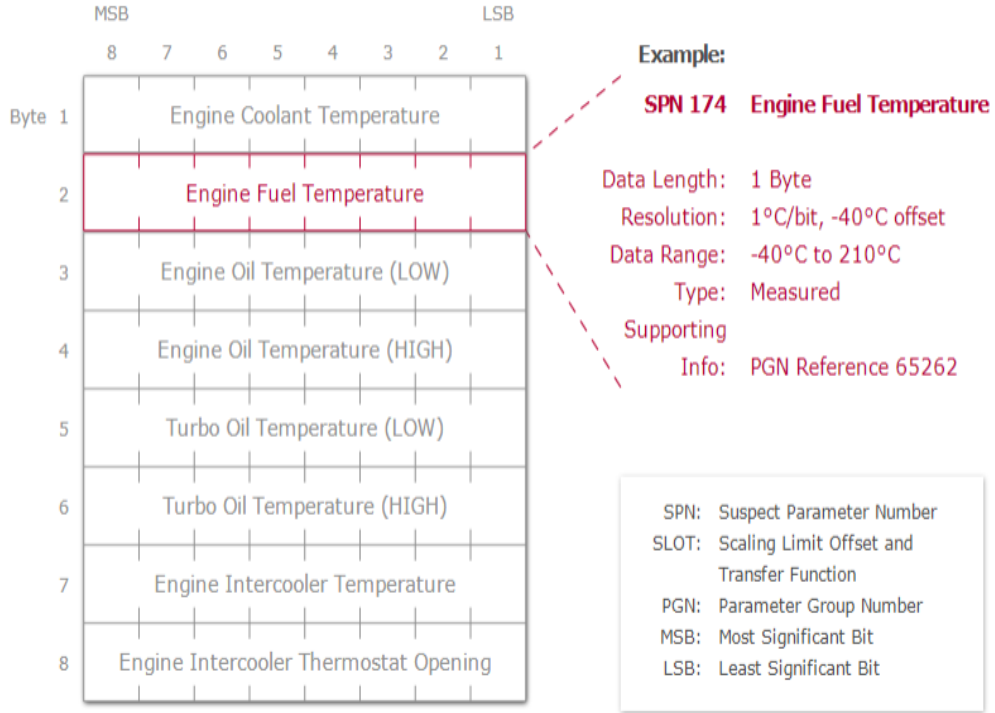 MSB LSB
8 7 6 5 4 3 2 1
Byte 1 Engine Coolant Temperature
2 Engine Fuel Temperature
3 Engine Oil Temperature (LOW)
4 Engine Oil Temperature (HIGH)
5 Turbo Oil Temperature (LOW)
6 Turbo Oil Temperature (HIGH)
7 Engine Intercooler Temperature
8 Engine Intercooler Thermostat Opening
Example:
SPN 174 Engine Fuel Temperature
Data Length: 1 Byte
Resolution: 1ºC/bit, -40ºC offset
Data Range: -40ºC to 210ºC
Type: Measured
Supporting
Info: PGN Reference 65262
SPN: Suspect Parameter Number
SLOT: Scaling Limit Offset and
Transfer Function
PGN: Parameter Group Number
MSB: Most Significant Bit
LSB: Least Significant Bit